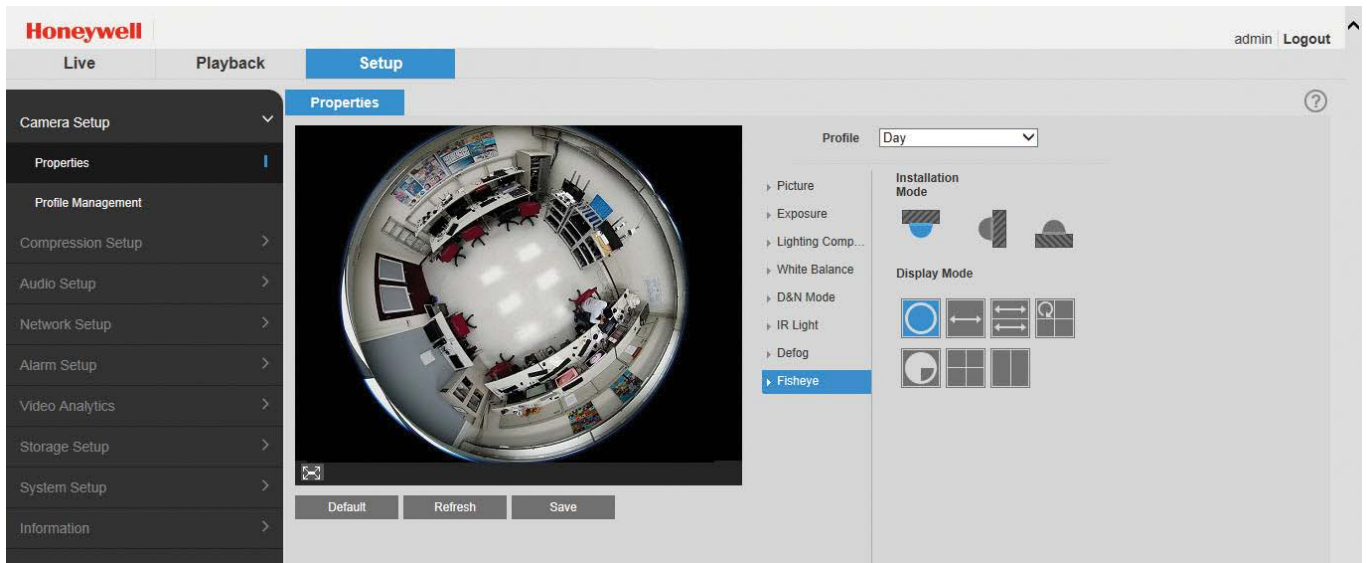 Honeywell
admin Logout
Live Playback Setup
Camera Setup
Properties
Profile Management
Compression Setup
Audio Setup
Network Setup
Alarm Setup
Video Analytics
Storage Setup
System Setup
Information
Properties
?
Default Refresh Save
Profile Day
Picture
Exposure
Lighting Comp...
White Balance
D&N Mode
IR Light
Defog
Fisheye
Installation
Mode
Display Mode